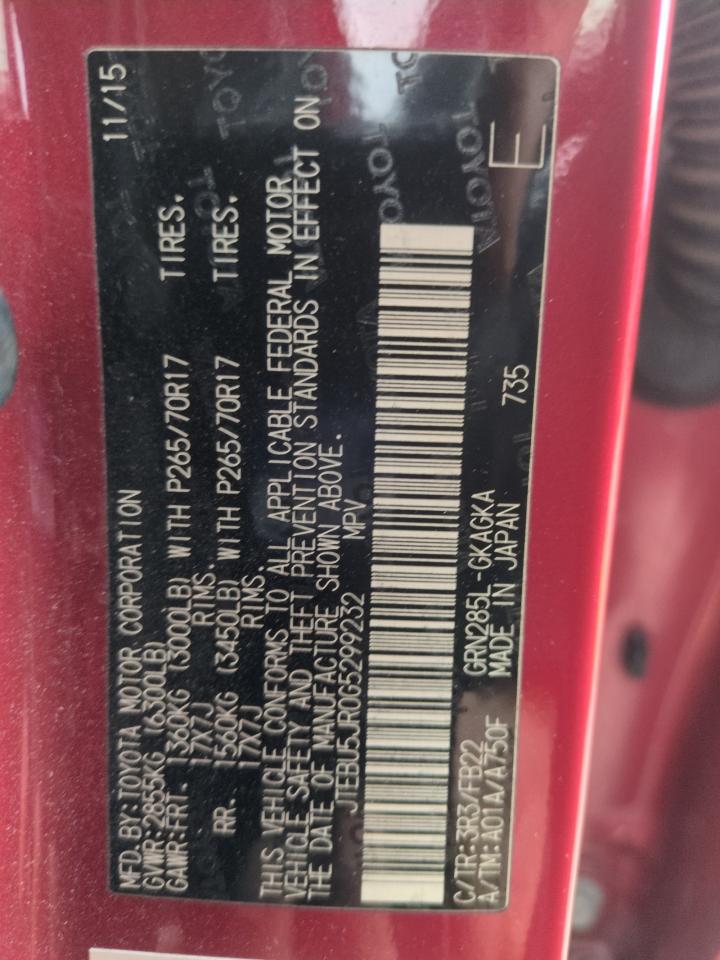 MFD. BY:TOYOTA MOTOR CORPORATION 11/15
GVWR:2855KG (6300LB)
GAWR:FRT. 1360KG (3000LB) WITH P265/70R17 TIRES.
17X7J RIMS.
RR. 1560KG (3450LB) WITH P265/70R17 TIRES.
17X7J RIMS.
THIS VEHICLE CONFORMS TO ALL APPLICABLE FEDERAL MOTOR
VEHICLE SAFETY AND THEFT PREVENTION STANDARDS IN EFFECT ON
THE DATE OF MANUFACTURE SHOWN ABOVE.
JTEBU5JR0G5299232 MPV
C/TR:3R3/FB22 GRN285L-GKAGKA
A/TM:A01A/A750F MADE IN JAPAN 735 E